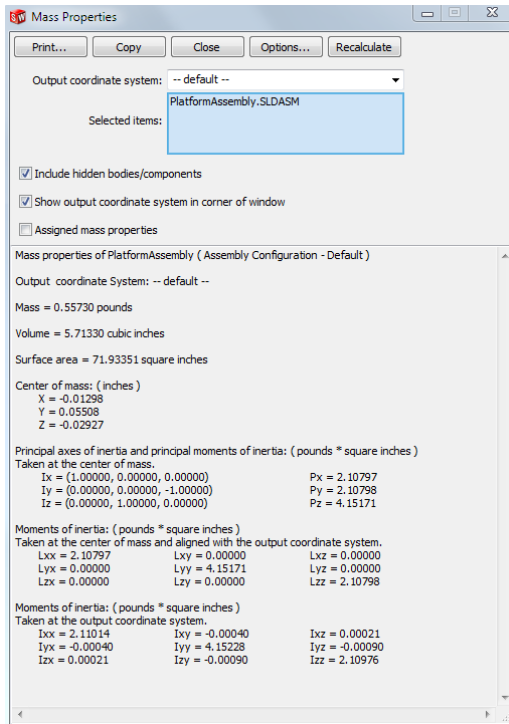 Mass Properties
Print... Copy Close Options... Recalculate
Output coordinate system: -- default --
PlatformAssembly.SLDASM
Selected items:
Include hidden bodies/components
Show output coordinate system in corner of window
Assigned mass properties
Mass properties of PlatformAssembly ( Assembly Configuration - Default )
Output coordinate System: -- default --
Mass = 0.55730 pounds
Volume = 5.71330 cubic inches
Surface area = 71.93351 square inches
Center of mass: ( inches )
X = -0.01298
Y = 0.05508
Z = -0.02927
Principal axes of inertia and principal moments of inertia: ( pounds * square inches )
Taken at the center of mass.
Ix = (1.00000, 0.00000, 0.00000) Px = 2.10797
Iy = (0.00000, 0.00000, -1.00000) Py = 2.10798
Iz = (0.00000, 1.00000, 0.00000) Pz = 4.15171
Moments of inertia: ( pounds * square inches )
Taken at the center of mass and aligned with the output coordinate system.
Lxx = 2.10797 Lxy = 0.00000 Lxz = 0.00000
Lyx = 0.00000 Lyy = 4.15171 Lyz = 0.00000
Lzx = 0.00000 Lzy = 0.00000 Lzz = 2.10798
Moments of inertia: ( pounds * square inches )
Taken at the output coordinate system.
Ixx = 2.11014 Ixy = -0.00040 Ixz = 0.00021
Iyx = -0.00040 Iyy = 4.15228 Iyz = -0.00090
Izx = 0.00021 Izy = -0.00090 Izz = 2.10976